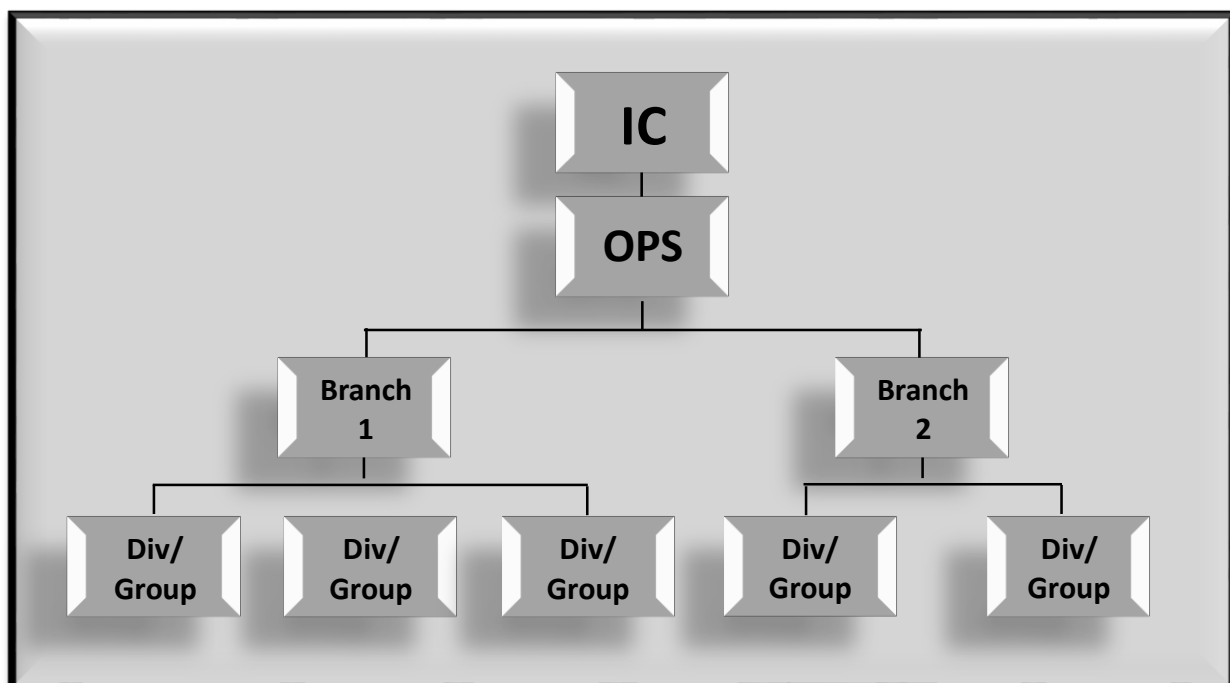 IC
OPS
Branch
1
Branch
2
Div/
Group
Div/
Group
Div/
Group
Div/
Group
Div/
Group